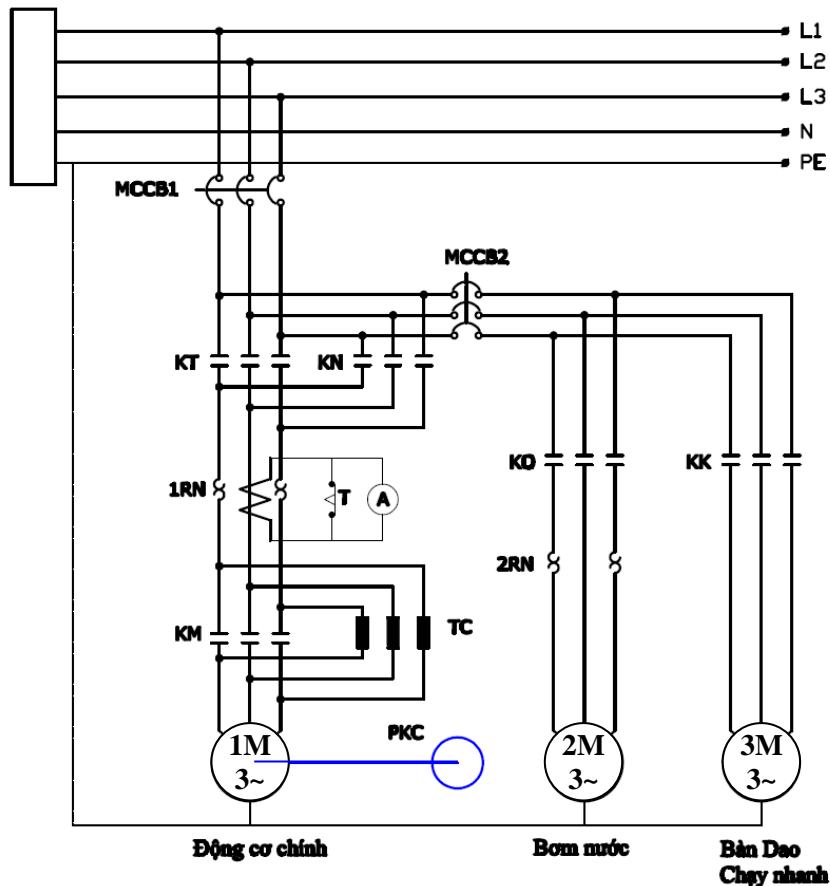 L1
L2
L3
N
PE
MCCB1
MCCB2
KT
KN
KO
KK
1RN
T
A
2RN
KM
TC
PKC
1M
3~
2M
3~
3M
3~
Động cơ chính
Bơm nước
Bàn Dao
Chạy nhanh